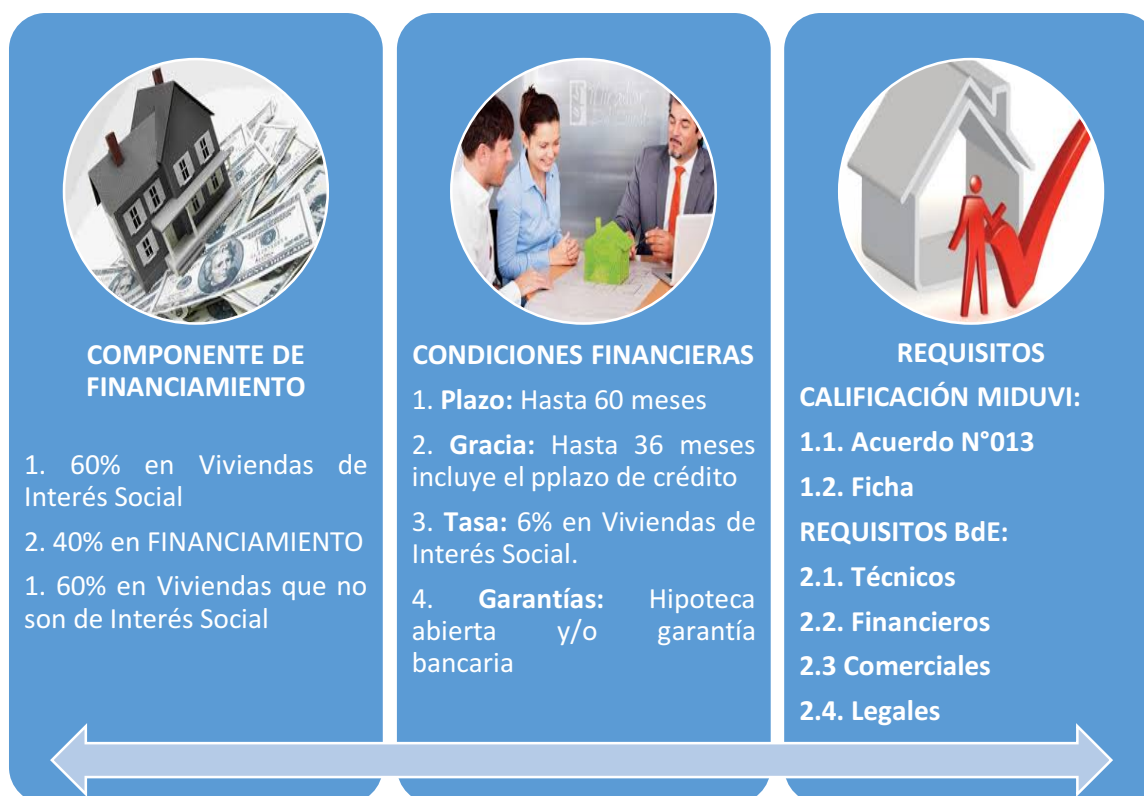 COMPONENTE DE
FINANCIAMIENTO
1. 60% en Viviendas de
Interés Social
2. 40% en FINANCIAMIENTO
1. 60% en Viviendas que no
son de Interés Social
CONDICIONES FINANCIERAS
1. Plazo: Hasta 60 meses
2. Gracia: Hasta 36 meses
incluye el pplazo de crédito
3. Tasa: 6% en Viviendas de
Interés Social.
4. Garantías: Hipoteca
abierta y/o garantía
bancaria
REQUISITOS
CALIFICACIÓN MIDUVI:
1.1. Acuerdo N°013
1.2. Ficha
REQUISITOS BdE:
2.1. Técnicos
2.2. Financieros
2.3 Comerciales
2.4. Legales